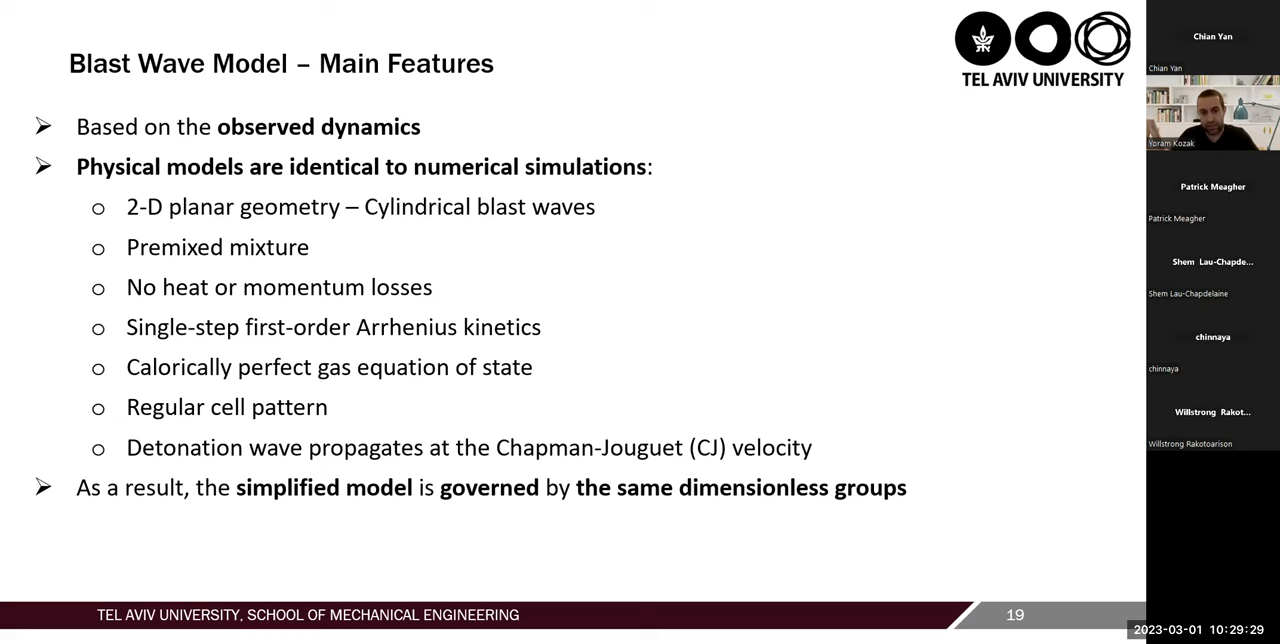 TEL AVIV UNIVERSITY
Blast Wave Model – Main Features
➢ Based on the observed dynamics
➢ Physical models are identical to numerical simulations:
o 2-D planar geometry – Cylindrical blast waves
o Premixed mixture
o No heat or momentum losses
o Single-step first-order Arrhenius kinetics
o Calorically perfect gas equation of state
o Regular cell pattern
o Detonation wave propagates at the Chapman-Jouguet (CJ) velocity
➢ As a result, the simplified model is governed by the same dimensionless groups
TEL AVIV UNIVERSITY, SCHOOL OF MECHANICAL ENGINEERING
19
Chian Yan
Chian Yan
Yoram Kozak
Patrick Meagher
Patrick Meagher
Shem Lau-Chapde...
Shem Lau-Chapdelaine
chinnaya
chinnaya
Willstrong Rakot...
Willstrong Rakotoarison
2023-03-01 10:29:29